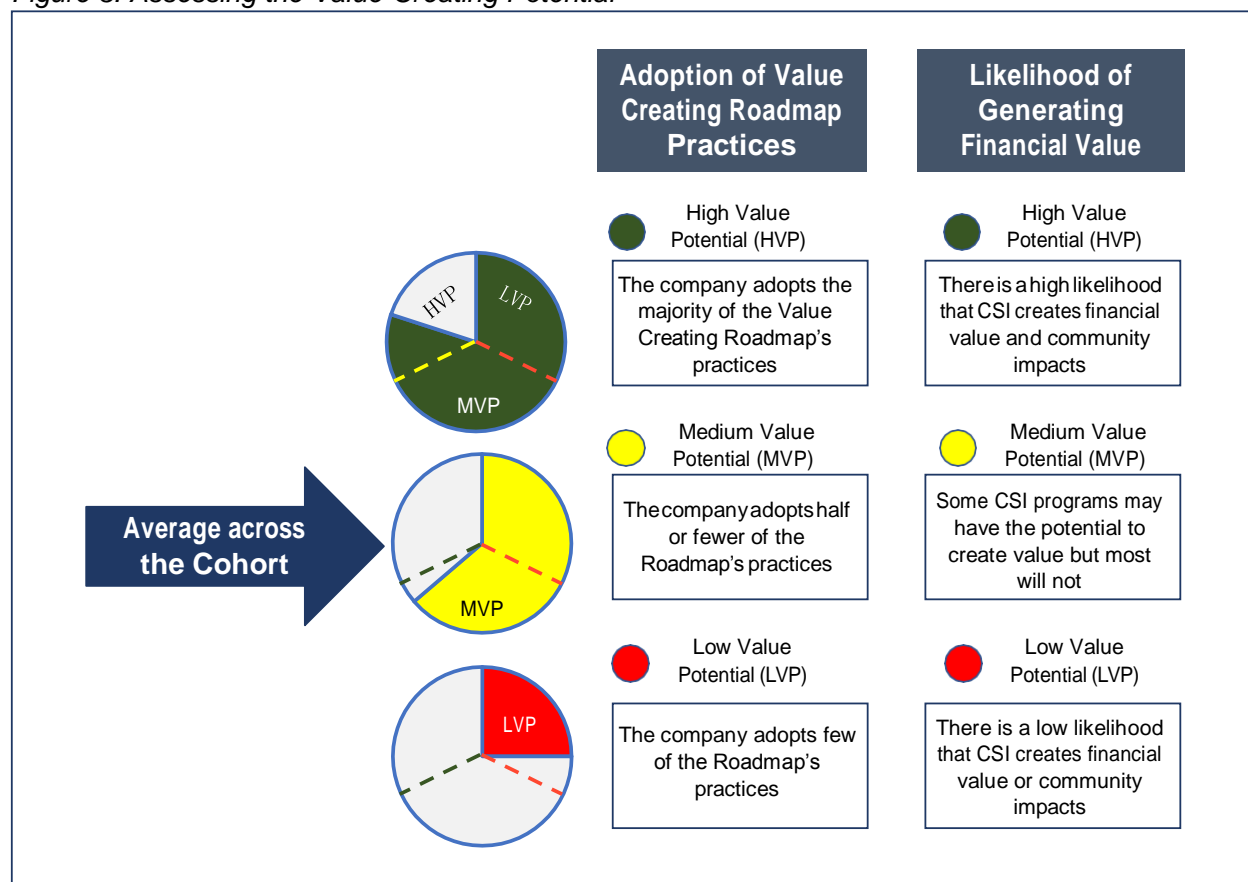 Figure 8: Assessing the Value Creating Potential
Adoption of Value
Creating Roadmap
Practices
Likelihood of
Generating
Financial Value
High Value
Potential (HVP)
The company adopts the
majority of the Value
Creating Roadmap's
practices
High Value
Potential (HVP)
There is a high likelihood
that CSI creates financial
value and community
impacts
HVP
LVP
MVP
Medium Value
Potential (MVP)
The company adopts half
or fewer of the
Roadmap's practices
Medium Value
Potential (MVP)
Some CSI programs may
have the potential to
create value but most
will not
Average across
the Cohort
MVP
Low Value
Potential (LVP)
The company adopts few
of the Roadmap's
practices
Low Value
Potential (LVP)
There is a low likelihood
that CSI creates financial
value or community
impacts
LVP